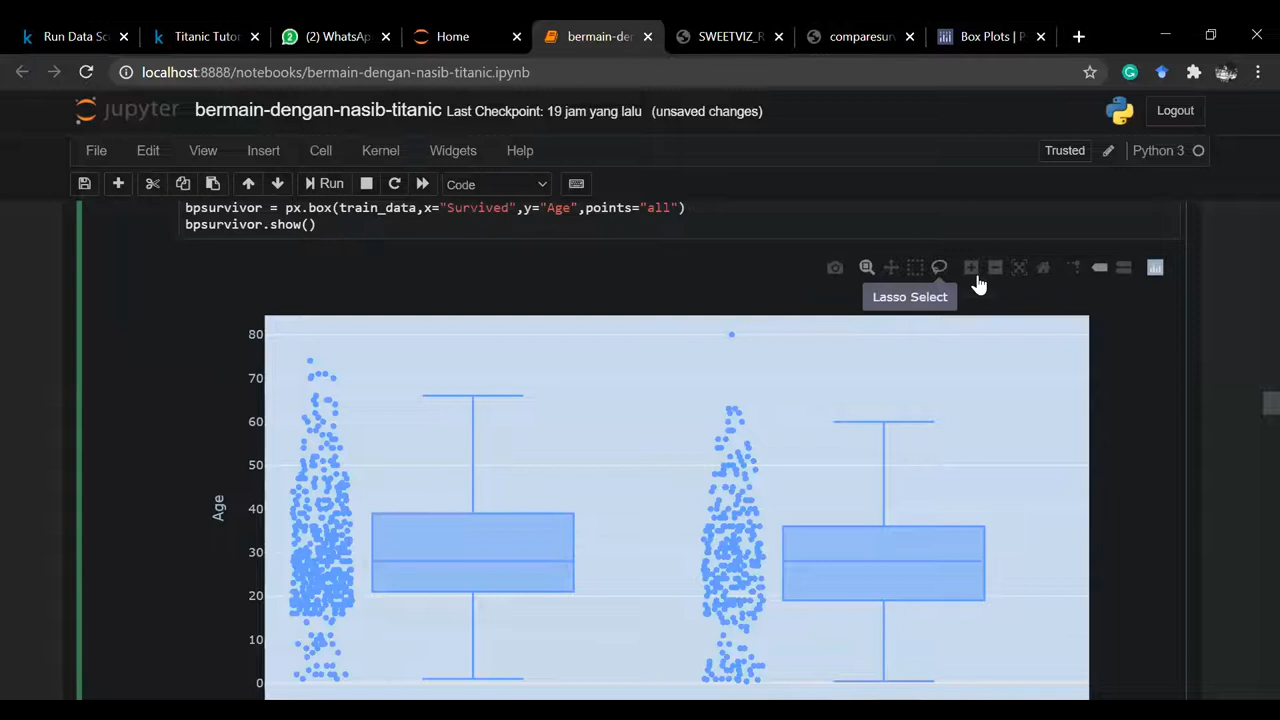 Run Data Sc
Titanic Tutor
(2) WhatsAp
Home
bermain-den
SWEETVIZ_R
comparesurv
Box Plots | P
localhost:8888/notebooks/bermain-dengan-nasib-titanic.ipynb
jupyter bermain-dengan-nasib-titanic Last Checkpoint: 19 jam yang lalu (unsaved changes)
Logout
File Edit View Insert Cell Kernel Widgets Help
Trusted
Python 3
Run
Code
bpsurvivor = px.box(train_data,x="Survived",y="Age",points="all")
bpsurvivor.show()
Lasso Select
80
70
60
50
40
30
20
10
0
Age